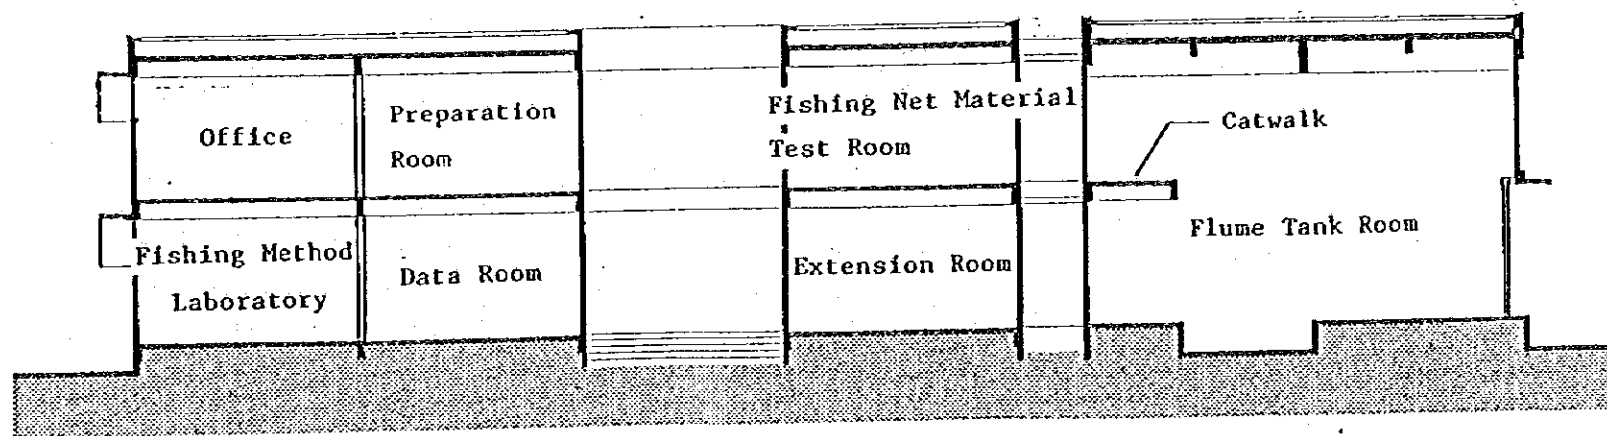 Office
Preparation
Room
Fishing Net Material
Test Room
Catwalk
Fishing Method
Laboratory
Data Room
Extension Room
Flume Tank Room